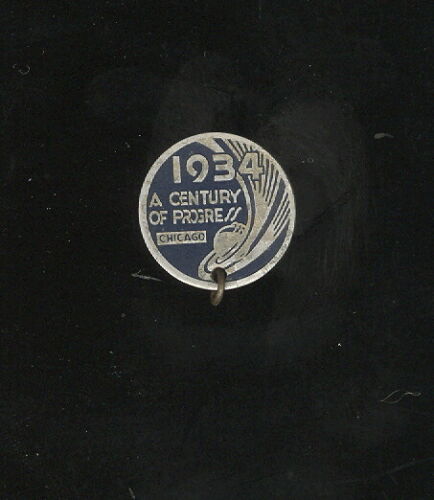 1934
A CENTURY
OF PROGRESS
CHICAGO